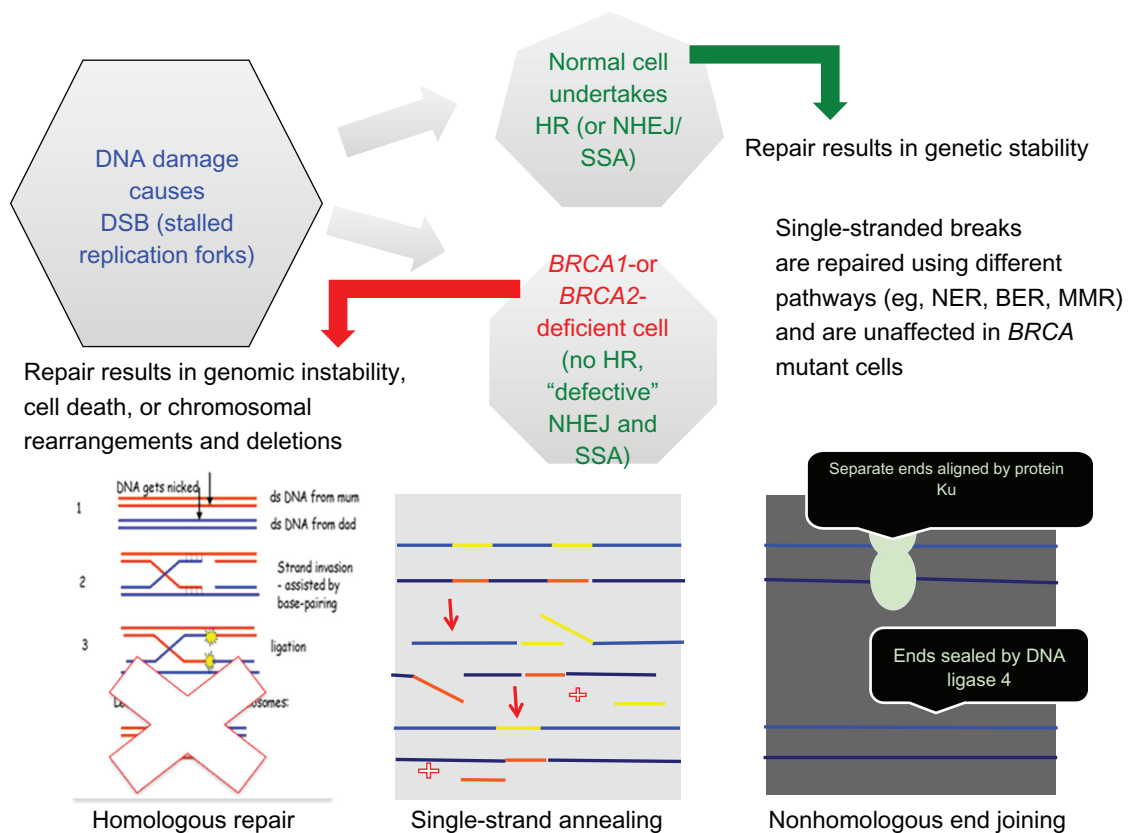 DNA damage
causes
DSB (stalled
replication forks)
Normal cell
undertakes
HR (or NHEJ/
SSA)
Repair results in genetic stability
BRCA1-or
BRCA2-
deficient cell
(no HR,
“defective”
NHEJ and
SSA)
Single-stranded breaks
are repaired using different
pathways (eg, NER, BER, MMR)
and are unaffected in BRCA
mutant cells
Repair results in genomic instability,
cell death, or chromosomal
rearrangements and deletions
DNA gets nicked
1
ds DNA from mum
ds DNA from dad
2
Strand invasion
- assisted by
base-pairing
3
ligation
Homologous repair
Single-strand annealing
Separate ends aligned by protein
Ku
Ends sealed by DNA
ligase 4
Nonhomologous end joining